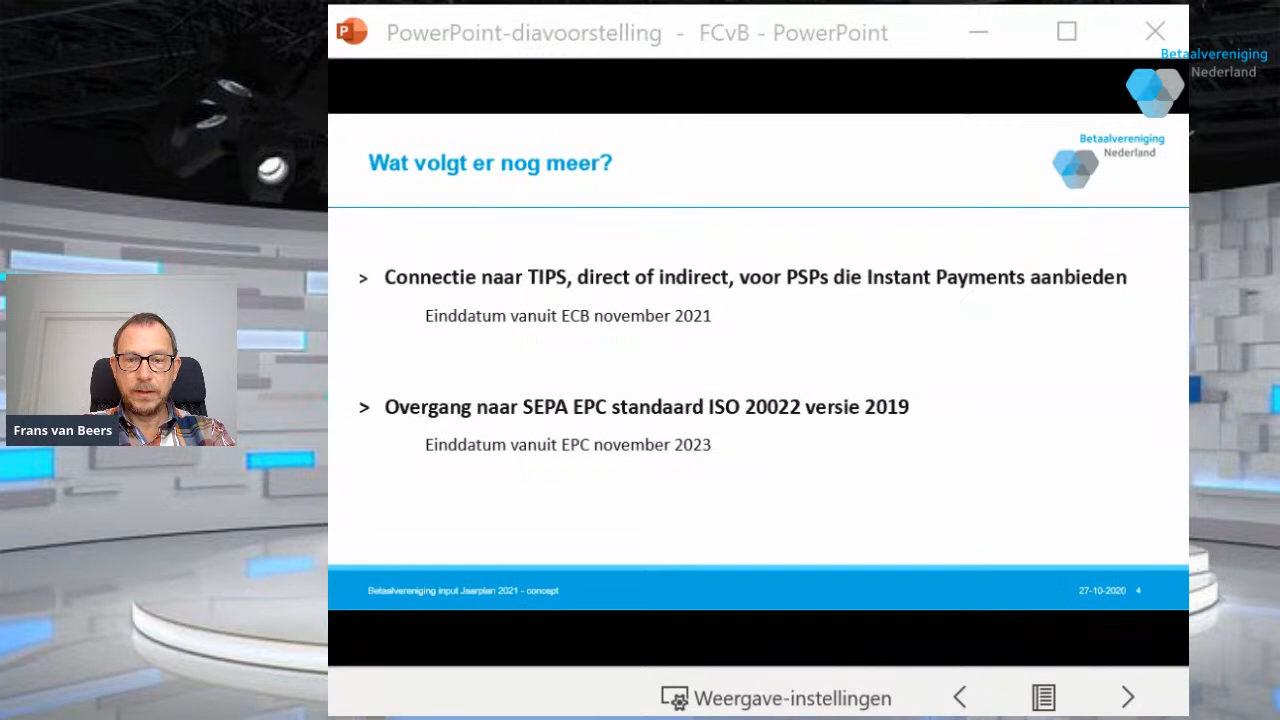 PowerPoint-diavoorstelling - FCvB - PowerPoint
Betaalvereniging
Nederland
Wat volgt er nog meer?
Betaalvereniging
Nederland
> Connectie naar TIPS, direct of indirect, voor PSPs die Instant Payments aanbieden
Einddatum vanuit ECB november 2021
> Overgang naar SEPA EPC standaard ISO 20022 versie 2019
Einddatum vanuit EPC november 2023
Frans van Beers
Betaalvereniging input Jaarplan 2021 - concept
27-10-2020 4
Weergave-instellingen